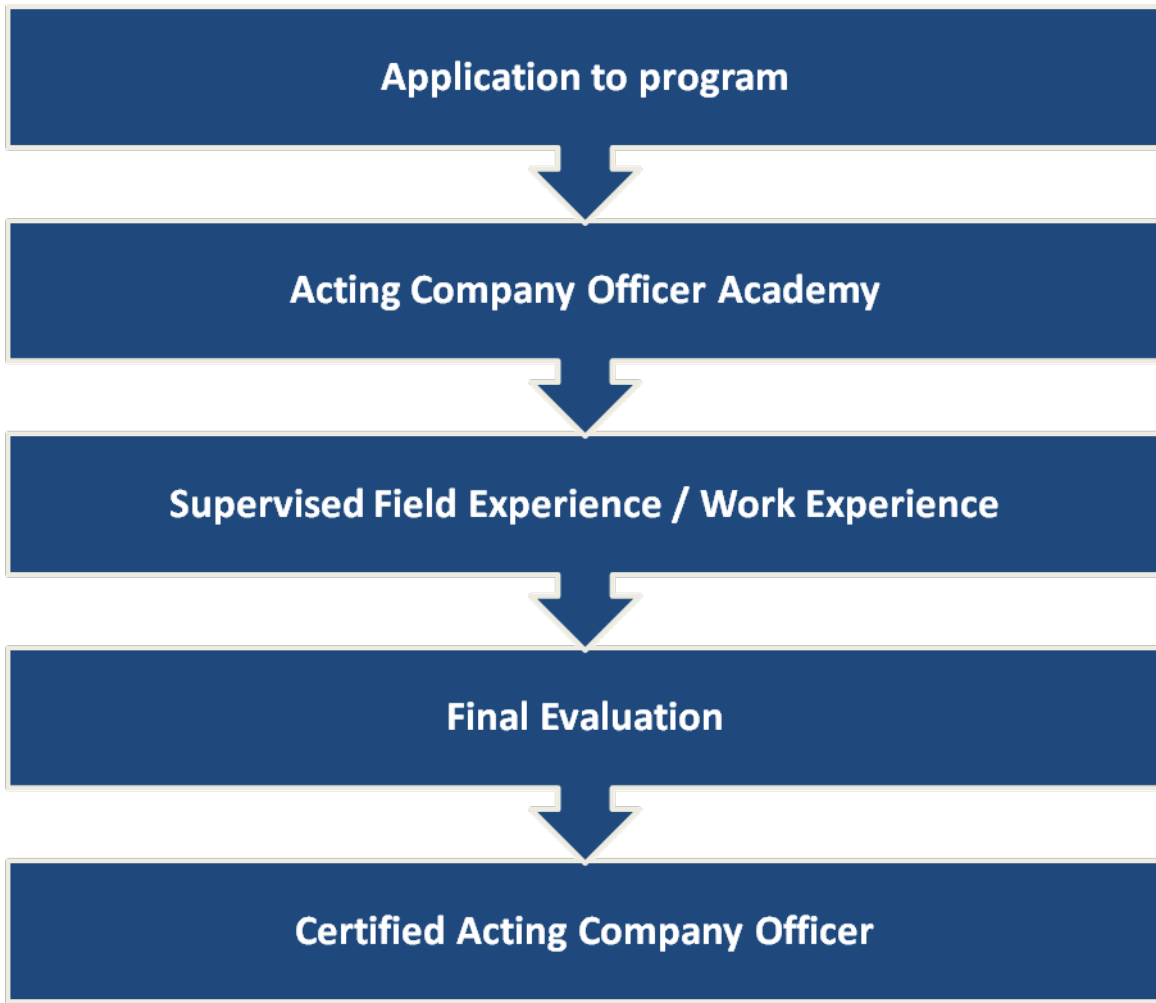 Application to program
Acting Company Officer Academy
Supervised Field Experience / Work Experience
Final Evaluation
Certified Acting Company Officer